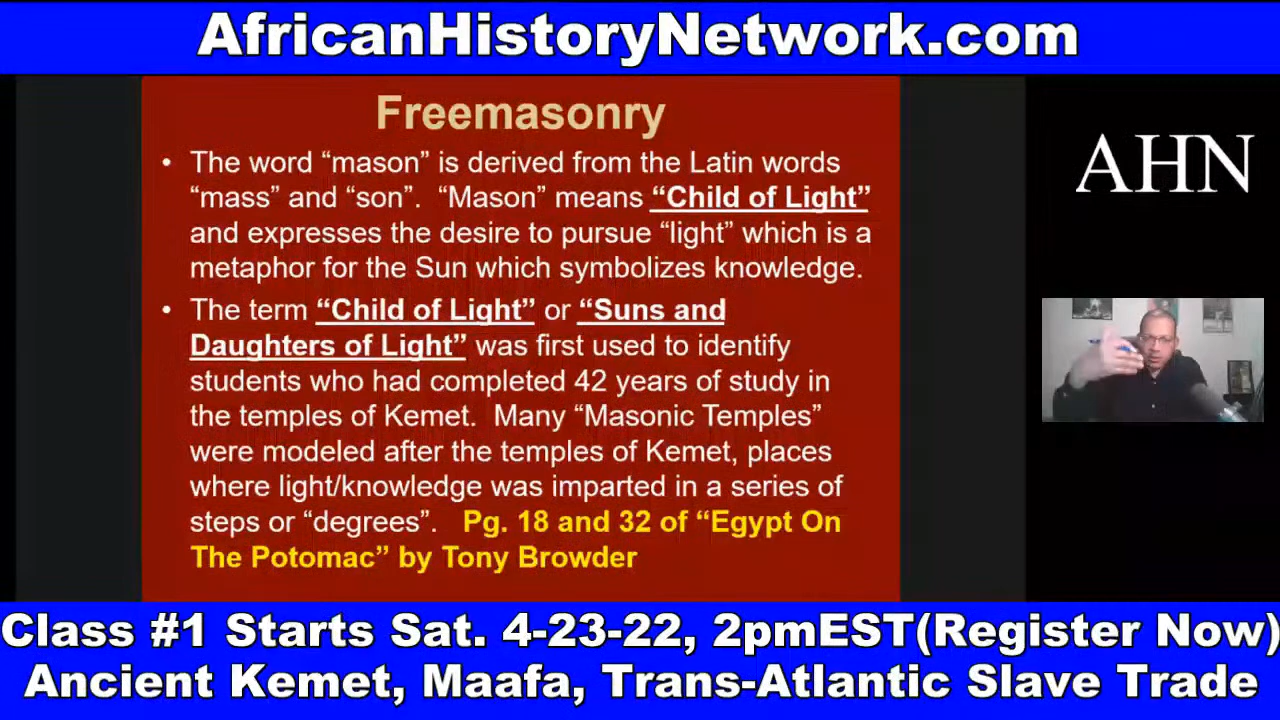 AfricanHistoryNetwork.com
Freemasonry
• The word “mason” is derived from the Latin words
“mass” and “son”. “Mason” means “Child of Light”
and expresses the desire to pursue “light” which is a
metaphor for the Sun which symbolizes knowledge.
• The term “Child of Light” or “Suns and
Daughters of Light” was first used to identify
students who had completed 42 years of study in
the temples of Kemet. Many “Masonic Temples”
were modeled after the temples of Kemet, places
where light/knowledge was imparted in a series of
steps or “degrees”. Pg. 18 and 32 of “Egypt On
The Potomac” by Tony Browder
AHN
Class #1 Starts Sat. 4-23-22, 2pmEST(Register Now)
Ancient Kemet, Maafa, Trans-Atlantic Slave Trade